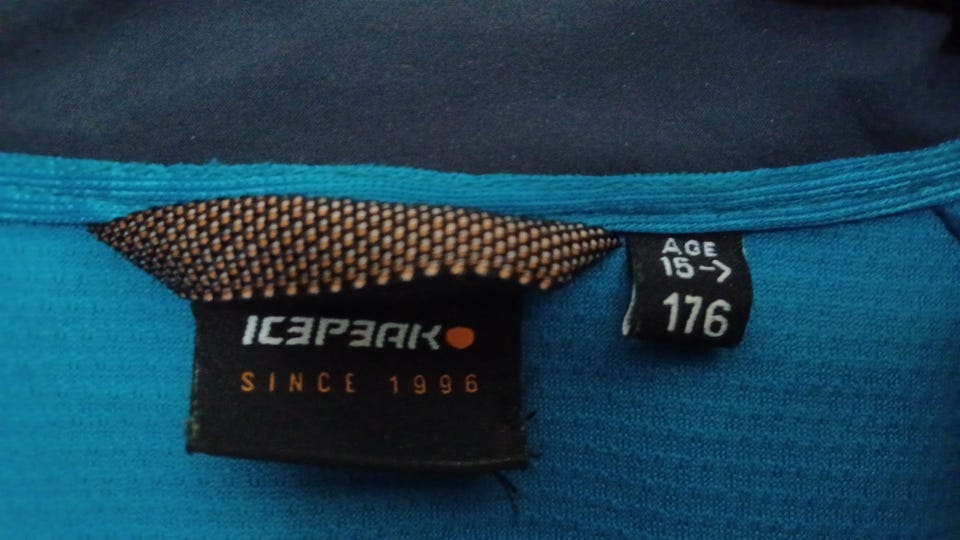 ICEPEAK
SINCE 1996
AGE
15->
176